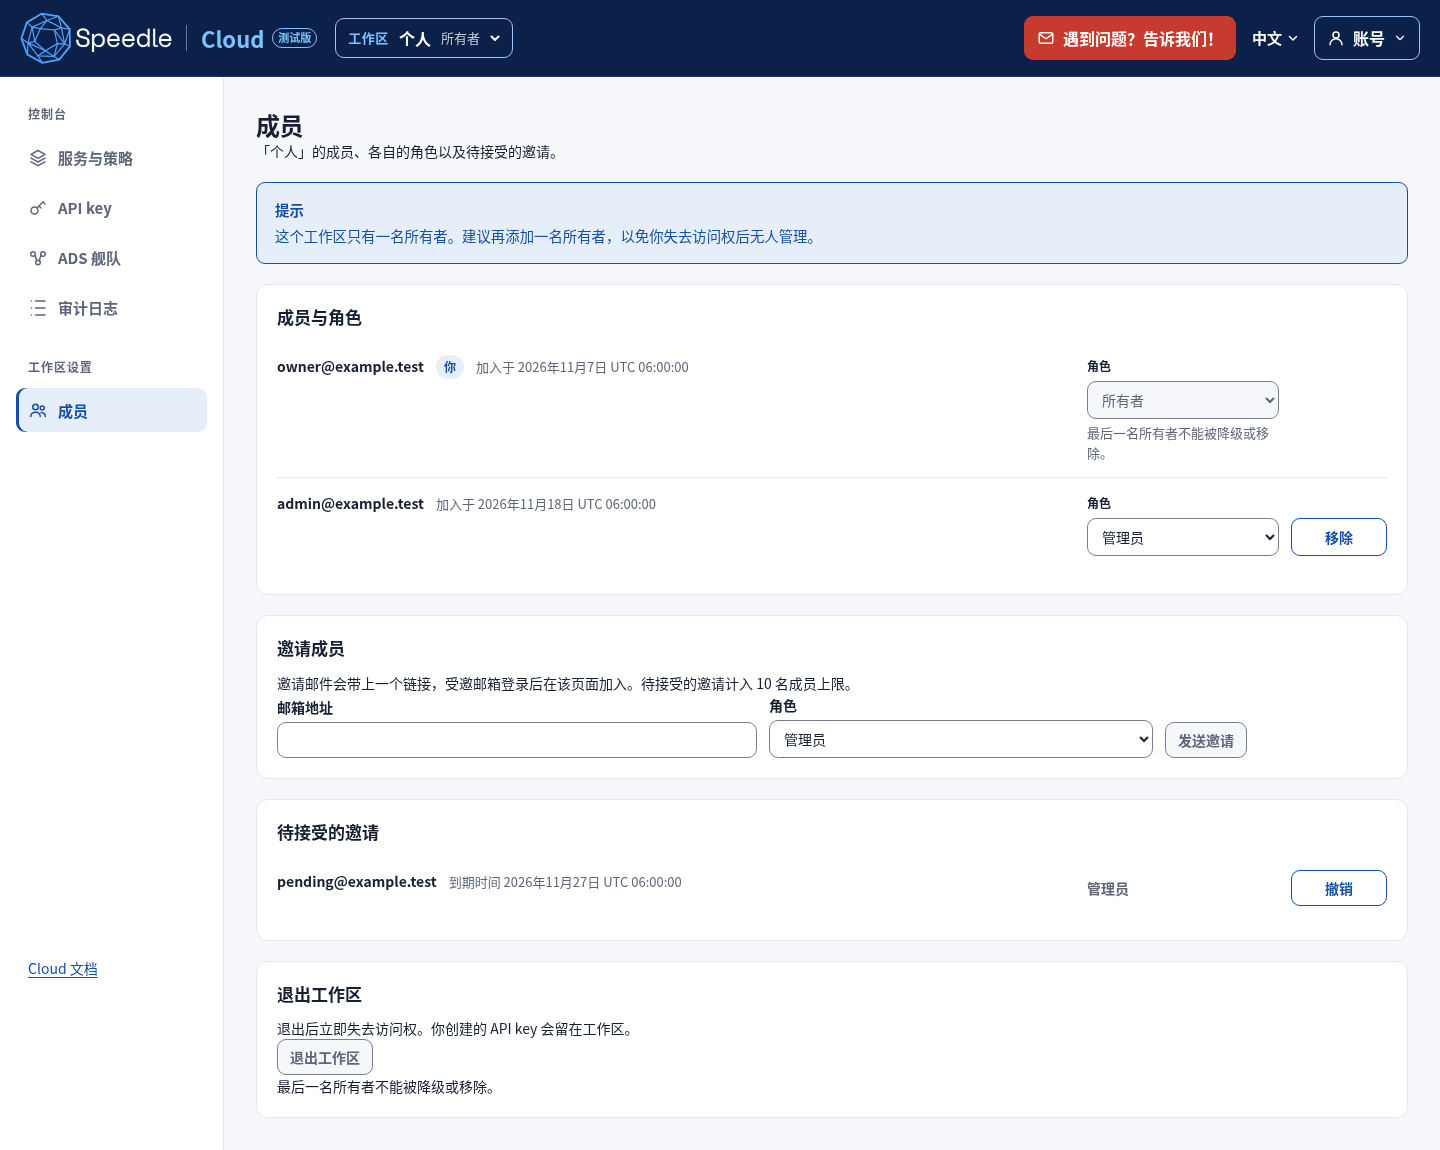 Speedle
Cloud 测试版
工作区 个人 所有者
遇到问题？告诉我们！
中文
账号
控制台
服务与策略
API key
ADS 舰队
审计日志
工作区设置
成员
Cloud 文档
成员
「个人」的成员、各自的角色以及待接受的邀请。
提示
这个工作区只有一名所有者。建议再添加一名所有者，以免你失去访问权后无人管理。
成员与角色
owner@example.test 你 加入于 2026年11月7日 UTC 06:00:00
角色
所有者
最后一名所有者不能被降级或移
除。
admin@example.test 加入于 2026年11月18日 UTC 06:00:00
角色
管理员 移除
邀请成员
邀请邮件会带上一个链接，受邀邮箱登录后在该页面加入。待接受的邀请计入 10 名成员上限。
邮箱地址 角色
管理员 发送邀请
待接受的邀请
pending@example.test 到期时间 2026年11月27日 UTC 06:00:00 管理员 撤销
退出工作区
退出后立即失去访问权。你创建的 API key 会留在工作区。
退出工作区
最后一名所有者不能被降级或移除。